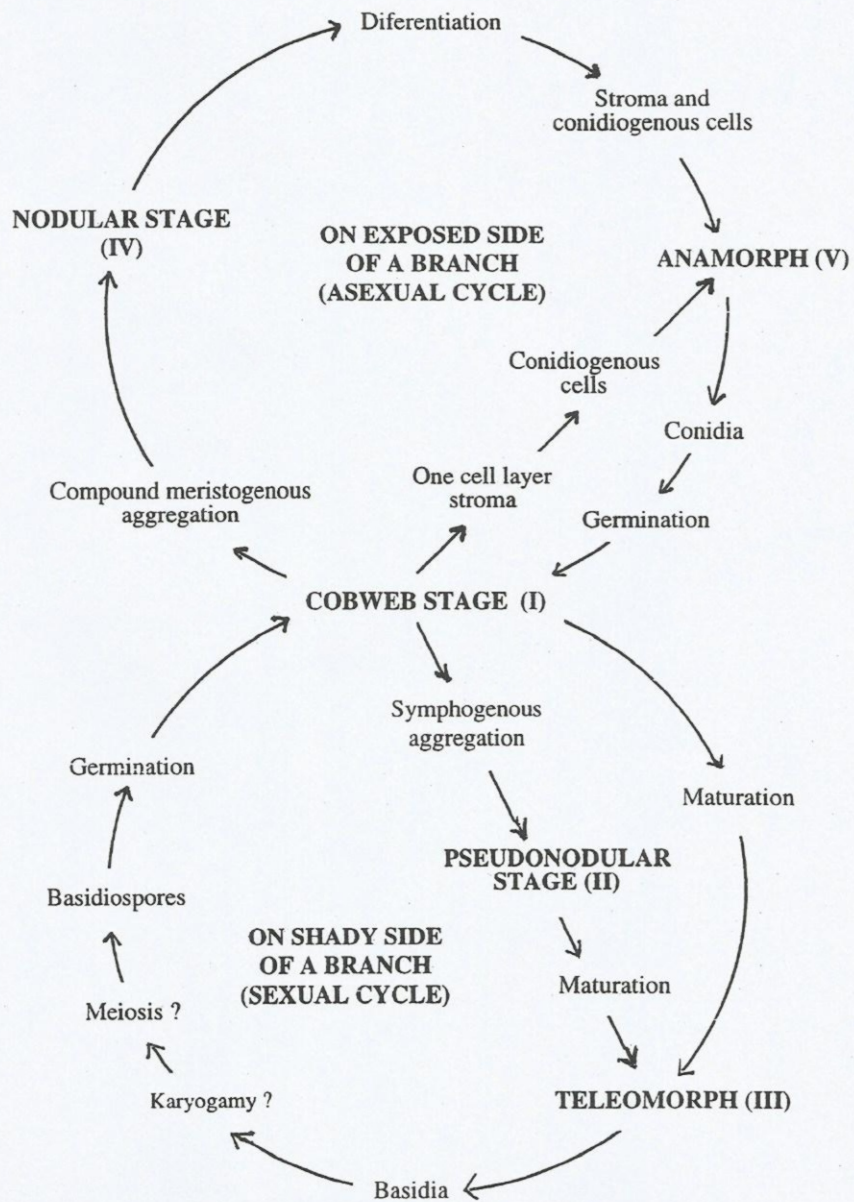 Diferentiation
Stroma and
conidiogenous cells
NODULAR STAGE
(IV)
ON EXPOSED SIDE
OF A BRANCH
(ASEXUAL CYCLE)
ANAMORPH (V)
Conidiogenous
cells
Conidia
Compound meristogenous
aggregation
One cell layer
stroma
Germination
COBWEB STAGE (I)
Symphogenous
aggregation
Germination
Maturation
PSEUDONODULAR
STAGE (II)
Basidiospores
ON SHADY SIDE
OF A BRANCH
(SEXUAL CYCLE)
Maturation
Meiosis ?
Karyogamy ?
TELEOMORPH (III)
Basidia